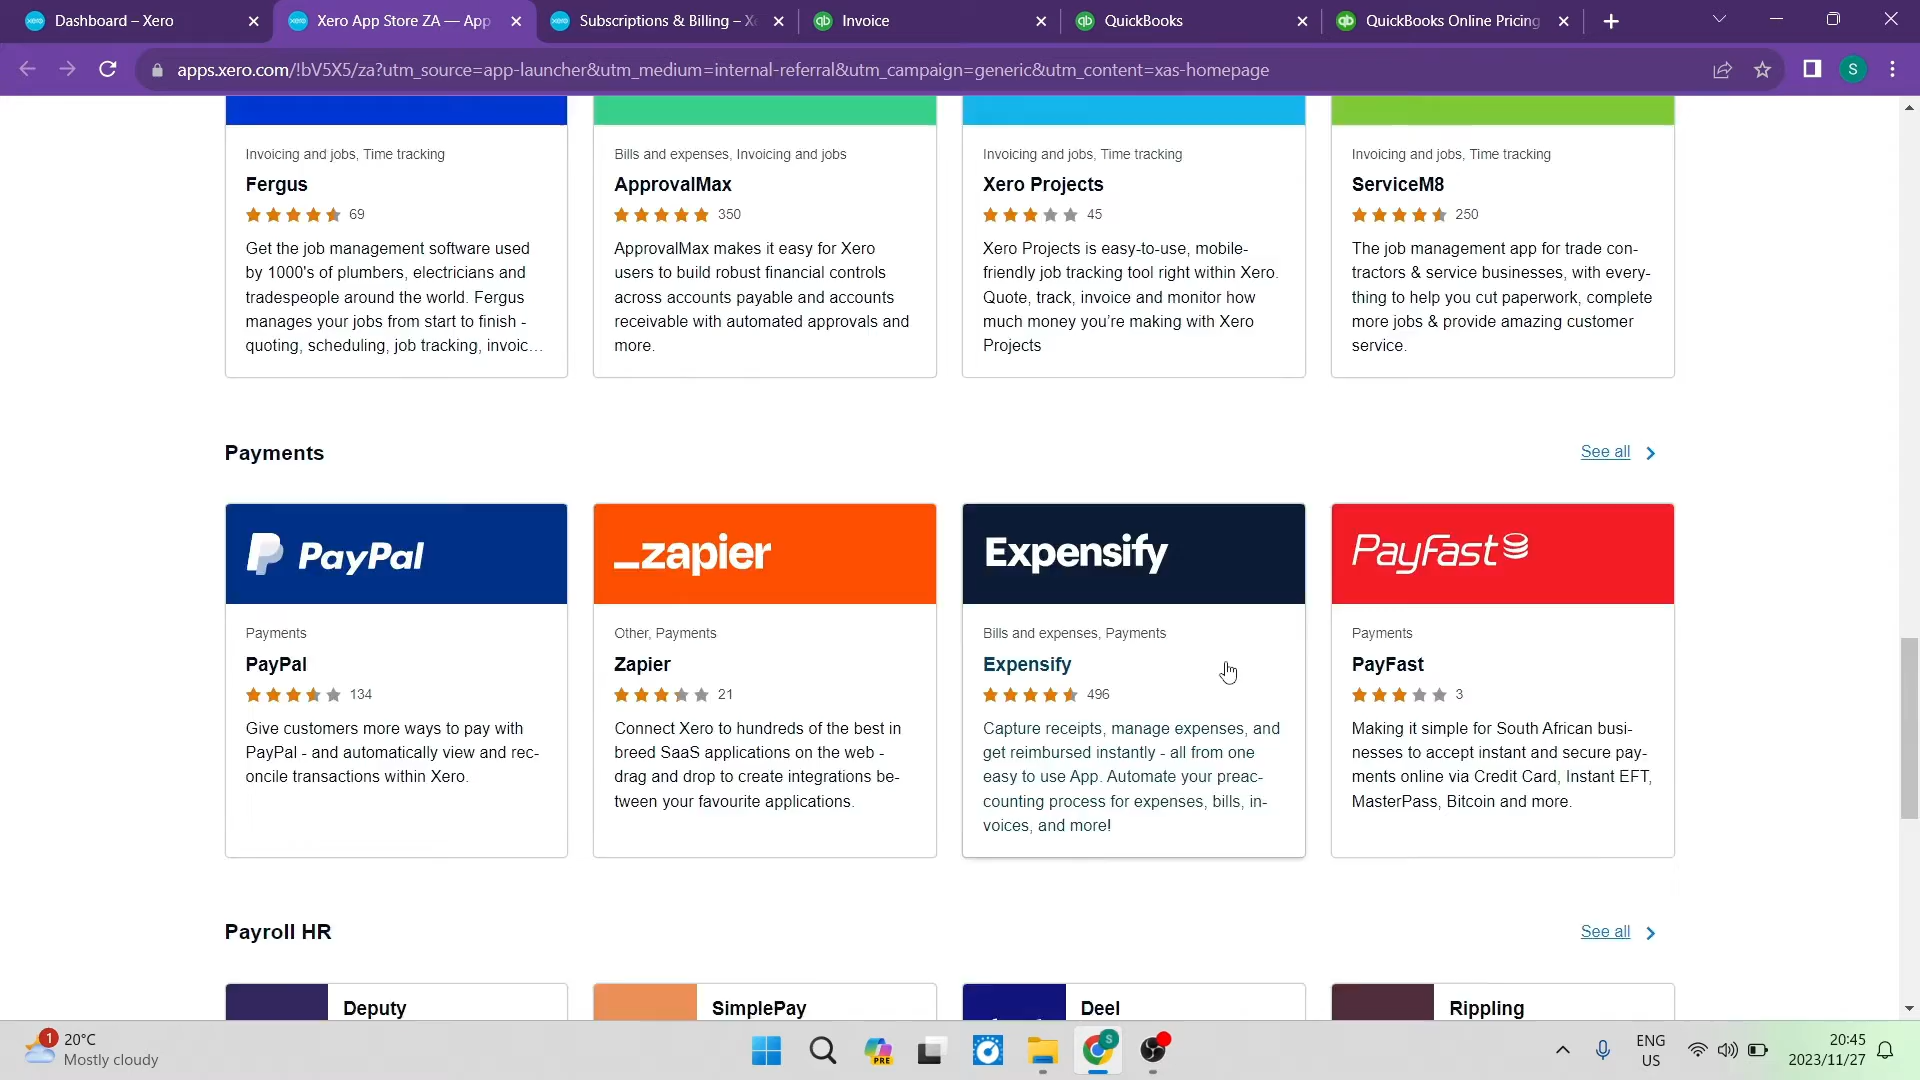 Dashboard – Xero
Xero App Store ZA — App
Subscriptions & Billing – Xe
Invoice
QuickBooks
QuickBooks Online Pricing
apps.xero.com/!bV5X5/za?utm_source=app-launcher&utm_medium=internal-referral&utm_campaign=generic&utm_content=xas-homepage
S
Invoicing and jobs, Time tracking
Fergus
69
Get the job management software used
by 1000's of plumbers, electricians and
tradespeople around the world. Fergus
manages your jobs from start to finish -
quoting, scheduling, job tracking, invoic...
Bills and expenses, Invoicing and jobs
ApprovalMax
350
ApprovalMax makes it easy for Xero
users to build robust financial controls
across accounts payable and accounts
receivable with automated approvals and
more.
Invoicing and jobs, Time tracking
Xero Projects
45
Xero Projects is easy-to-use, mobile-
friendly job tracking tool right within Xero.
Quote, track, invoice and monitor how
much money you're making with Xero
Projects
Invoicing and jobs, Time tracking
ServiceM8
250
The job management app for trade con-
tractors & service businesses, with every-
thing to help you cut paperwork, complete
more jobs & provide amazing customer
service.
Payments
See all
PayPal
Payments
PayPal
134
Give customers more ways to pay with
PayPal - and automatically view and rec-
oncile transactions within Xero.
_zapier
Other, Payments
Zapier
21
Connect Xero to hundreds of the best in
breed SaaS applications on the web -
drag and drop to create integrations be-
tween your favourite applications.
Expensify
Bills and expenses, Payments
Expensify
496
Capture receipts, manage expenses, and
get reimbursed instantly - all from one
easy to use App. Automate your preac-
counting process for expenses, bills, in-
voices, and more!
PayFast
Payments
PayFast
3
Making it simple for South African busi-
nesses to accept instant and secure pay-
ments online via Credit Card, Instant EFT,
MasterPass, Bitcoin and more.
Payroll HR
See all
Deputy
SimplePay
Deel
Rippling
1
20°C
Mostly cloudy
PRE
S
ENG
US
20:45
2023/11/27